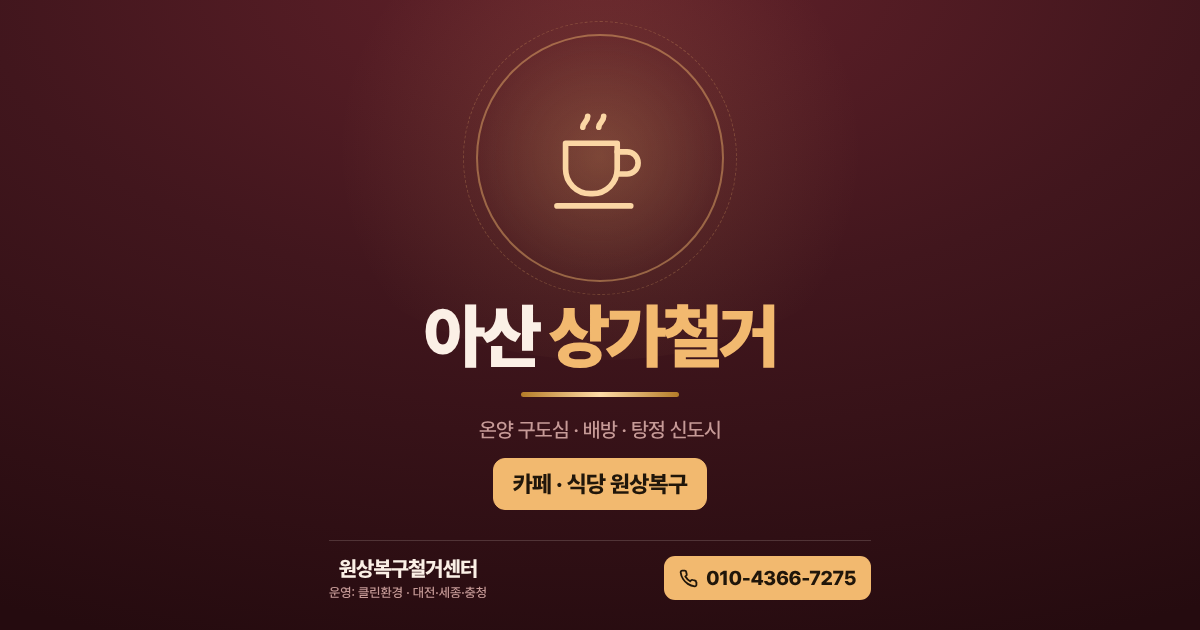 아산 상가철거
온양 구도심 · 배방 · 탕정 신도시
카페 · 식당 원상복구
원상복구철거센터
운영: 클린환경 · 대전·세종·충청
010-4366-7275